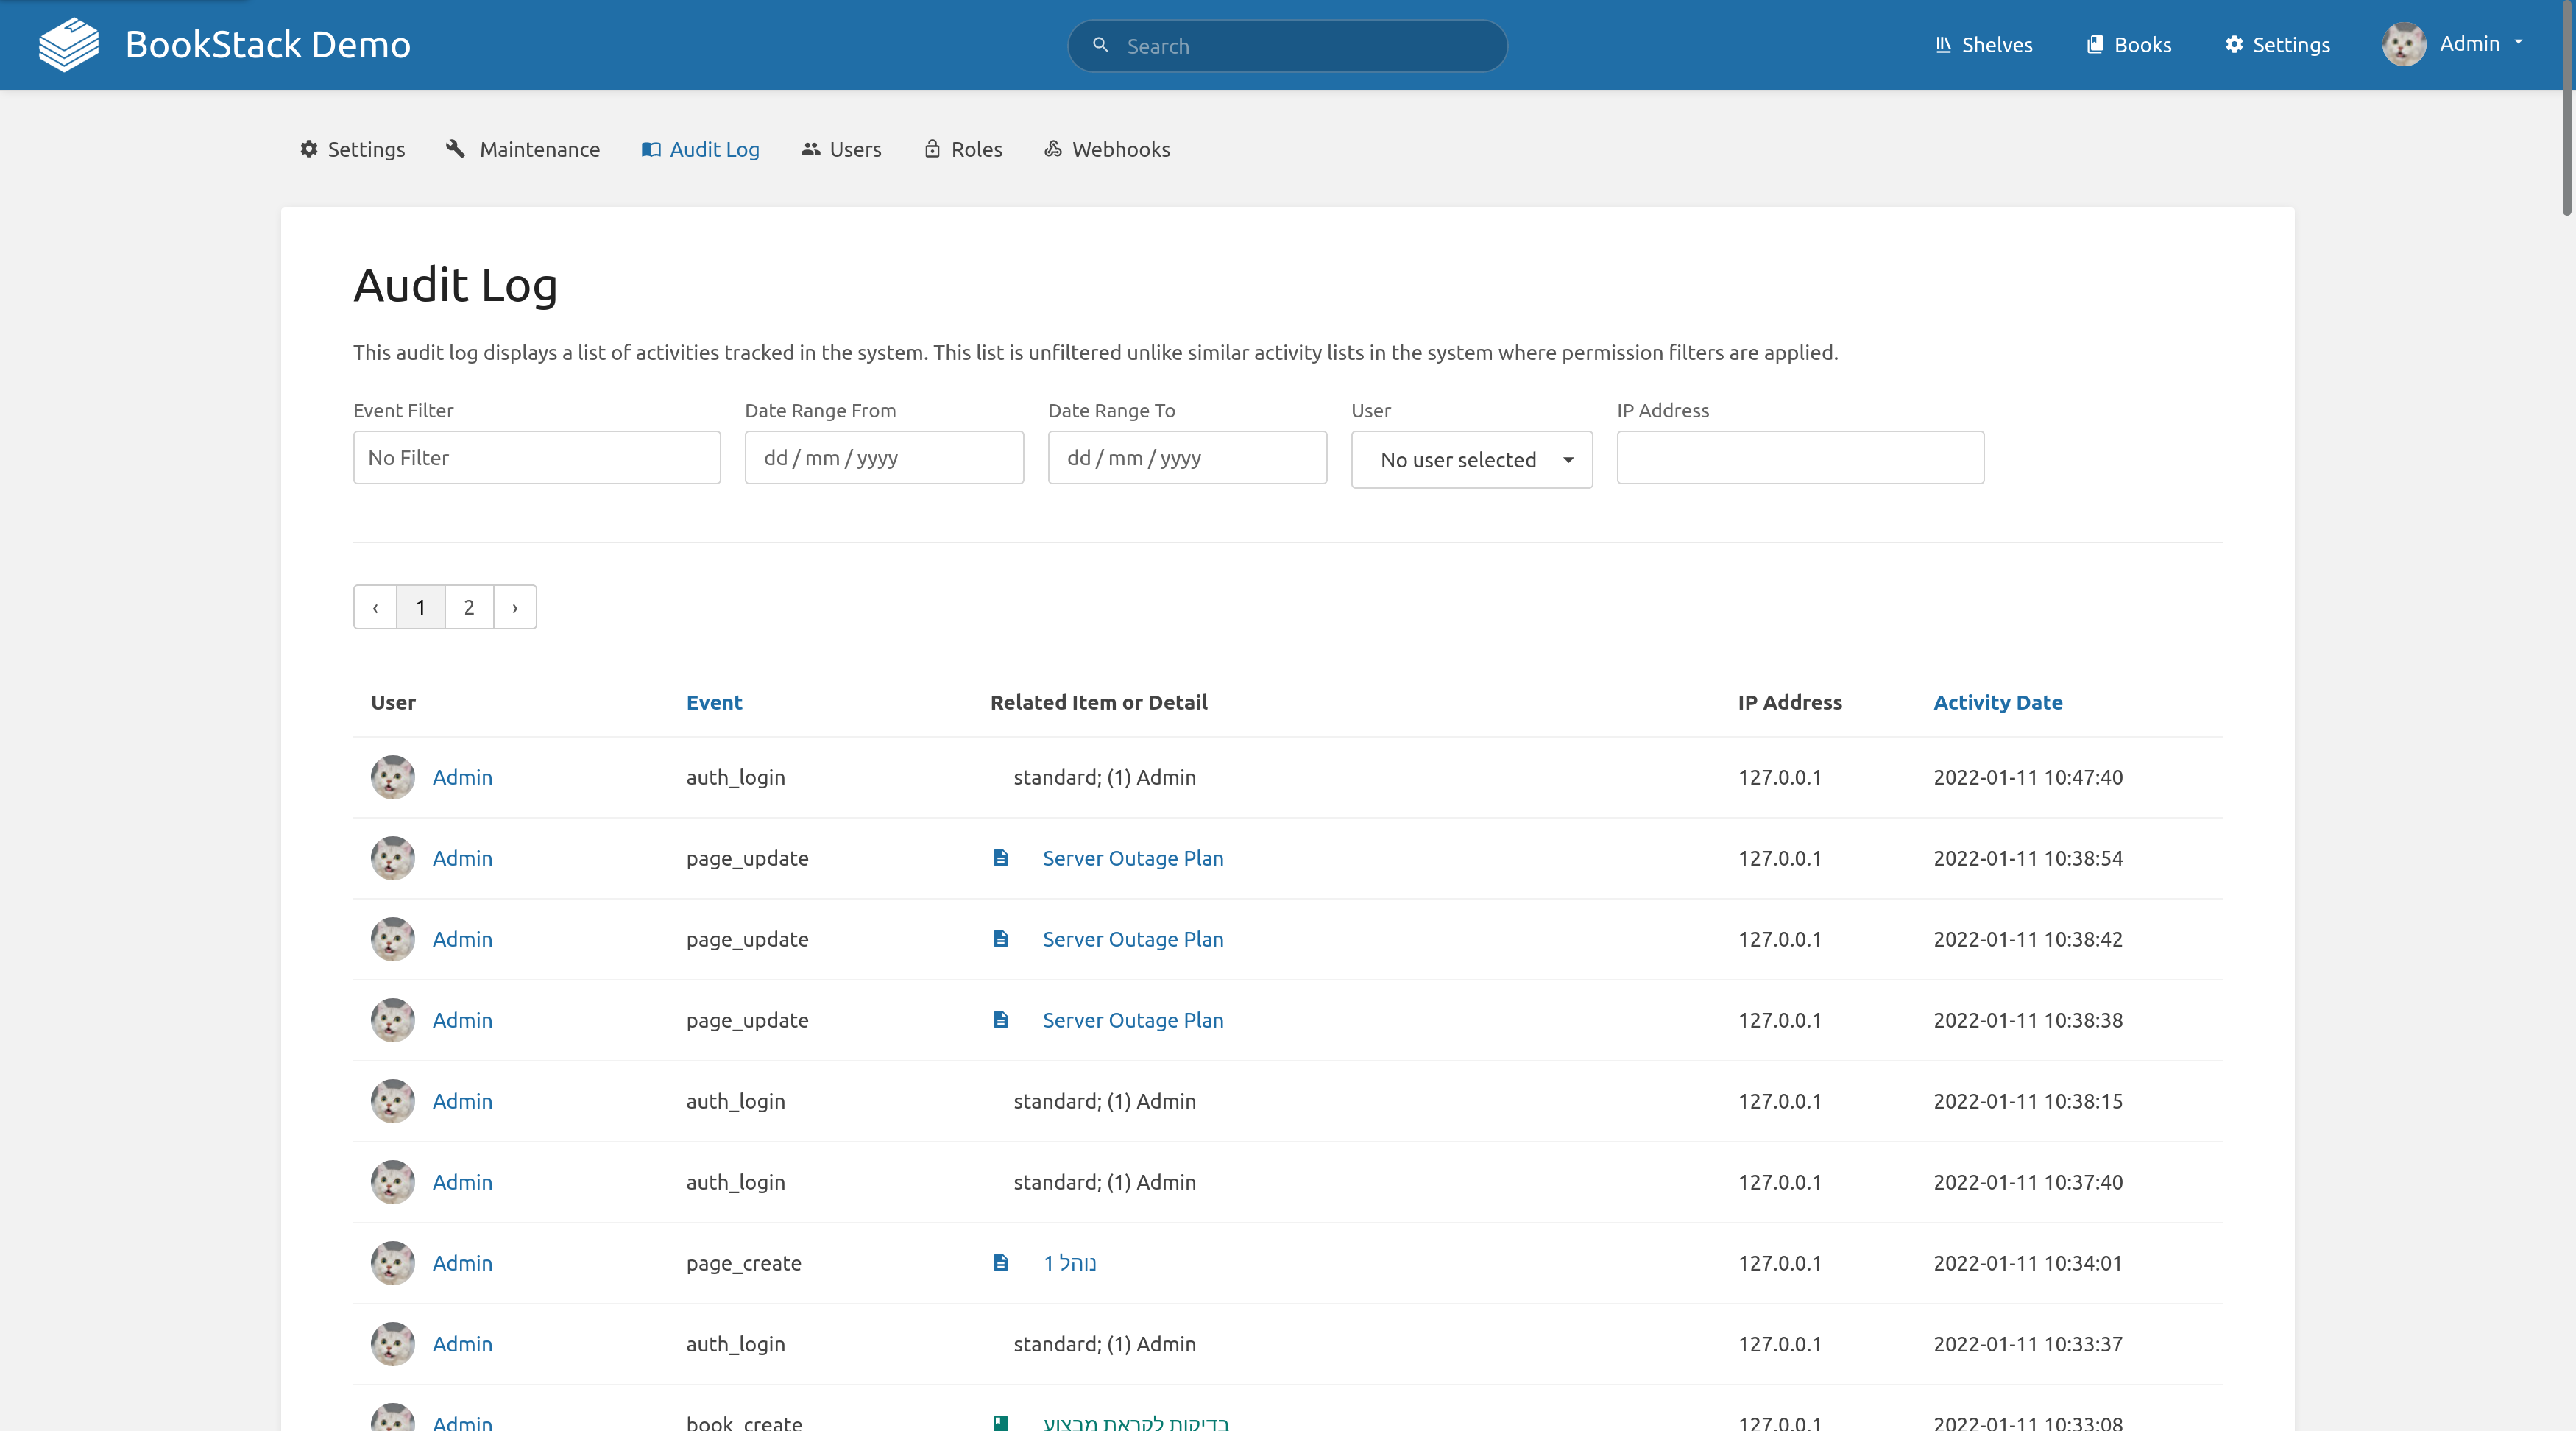 BookStack Demo
Search
Shelves
Books
Settings
Admin
Settings
Maintenance
Audit Log
Users
Roles
Webhooks
Audit Log
This audit log displays a list of activities tracked in the system. This list is unfiltered unlike similar activity lists in the system where permission filters are applied.
Event Filter
Date Range From
Date Range To
User
IP Address
No Filter
dd / mm / yyyy
dd / mm / yyyy
No user selected
‹ 1 2 ›
User Event Related Item or Detail IP Address Activity Date
Admin auth_login standard; (1) Admin 127.0.0.1 2022-01-11 10:47:40
Admin page_update Server Outage Plan 127.0.0.1 2022-01-11 10:38:54
Admin page_update Server Outage Plan 127.0.0.1 2022-01-11 10:38:42
Admin page_update Server Outage Plan 127.0.0.1 2022-01-11 10:38:38
Admin auth_login standard; (1) Admin 127.0.0.1 2022-01-11 10:38:15
Admin auth_login standard; (1) Admin 127.0.0.1 2022-01-11 10:37:40
Admin page_create נוהל 1 127.0.0.1 2022-01-11 10:34:01
Admin auth_login standard; (1) Admin 127.0.0.1 2022-01-11 10:33:37
Admin book_create בדיקות לקראת מבצוע 127.0.0.1 2022-01-11 10:33:08